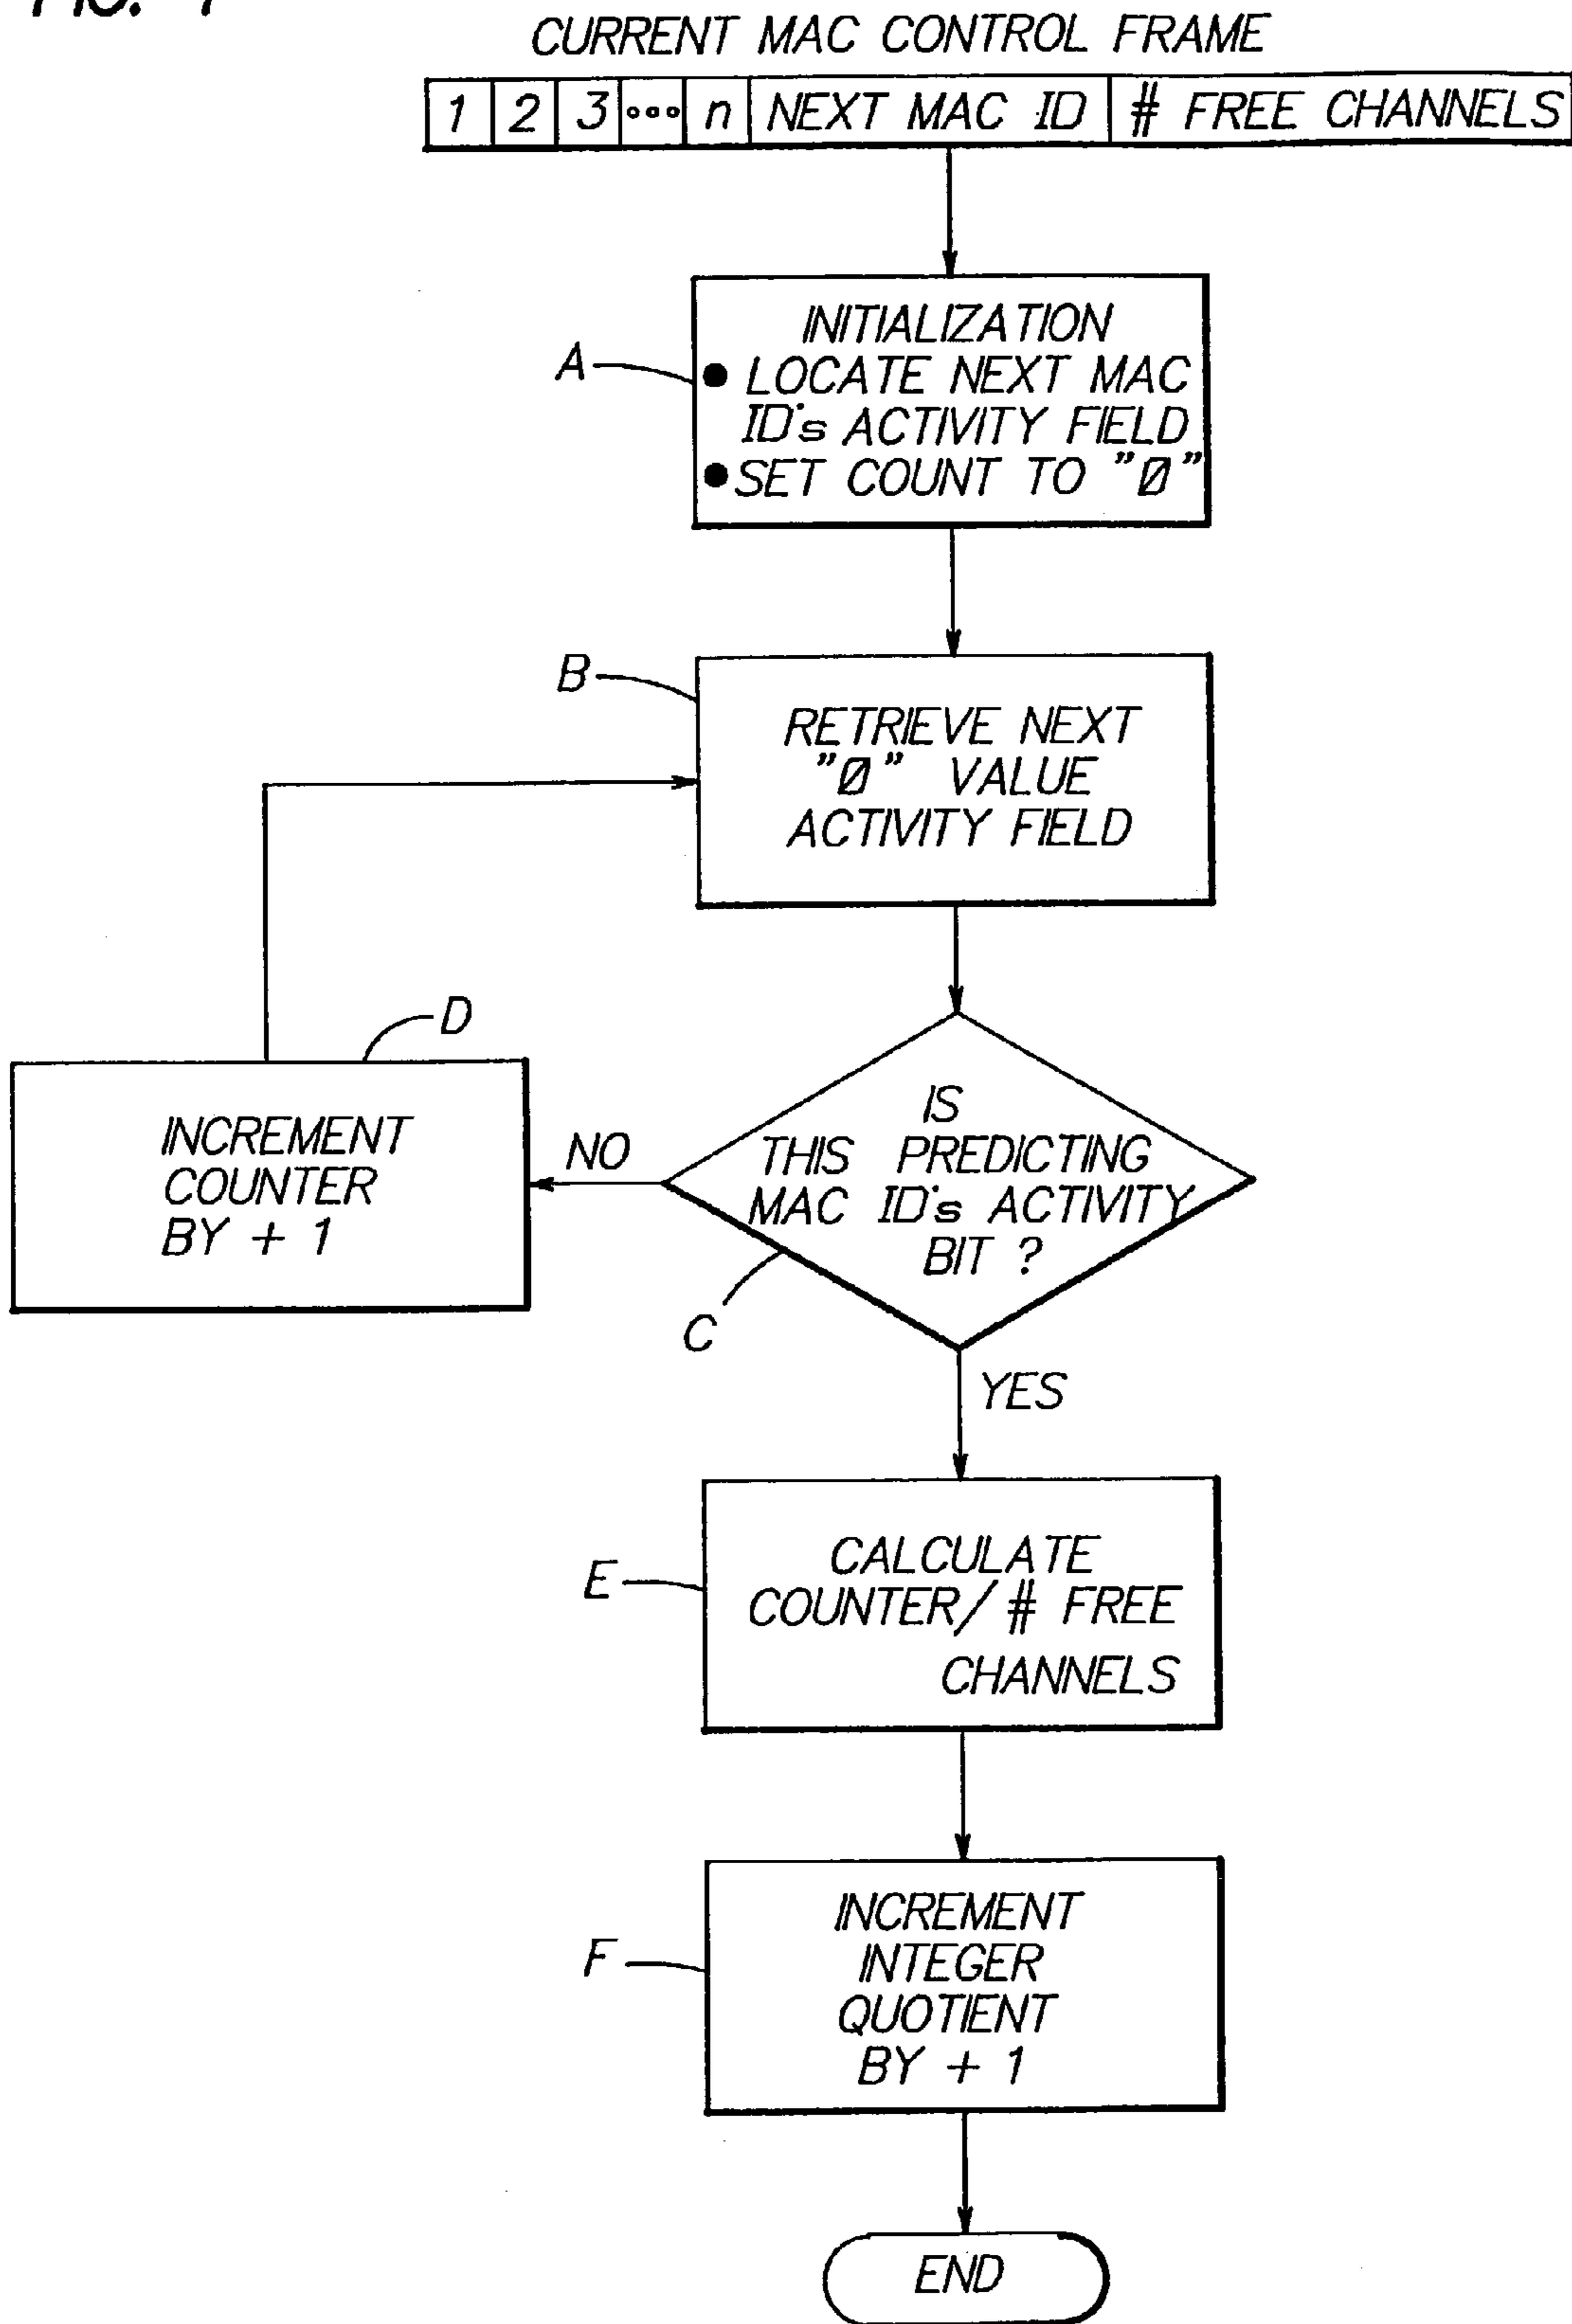 CURRENT MAC CONTROL FRAME
1 2 3 ∘∘∘ n NEXT MAC ID # FREE CHANNELS
INITIALIZATION
A
● LOCATE NEXT MAC
ID's ACTIVITY FIELD
● SET COUNT TO "Ø"
B
RETRIEVE NEXT
"Ø" VALUE
ACTIVITY FIELD
D
INCREMENT
COUNTER
BY + 1
NO
IS
THIS PREDICTING
MAC ID's ACTIVITY
BIT ?
C
YES
E
CALCULATE
COUNTER/# FREE
CHANNELS
F
INCREMENT
INTEGER
QUOTIENT
BY + 1
END